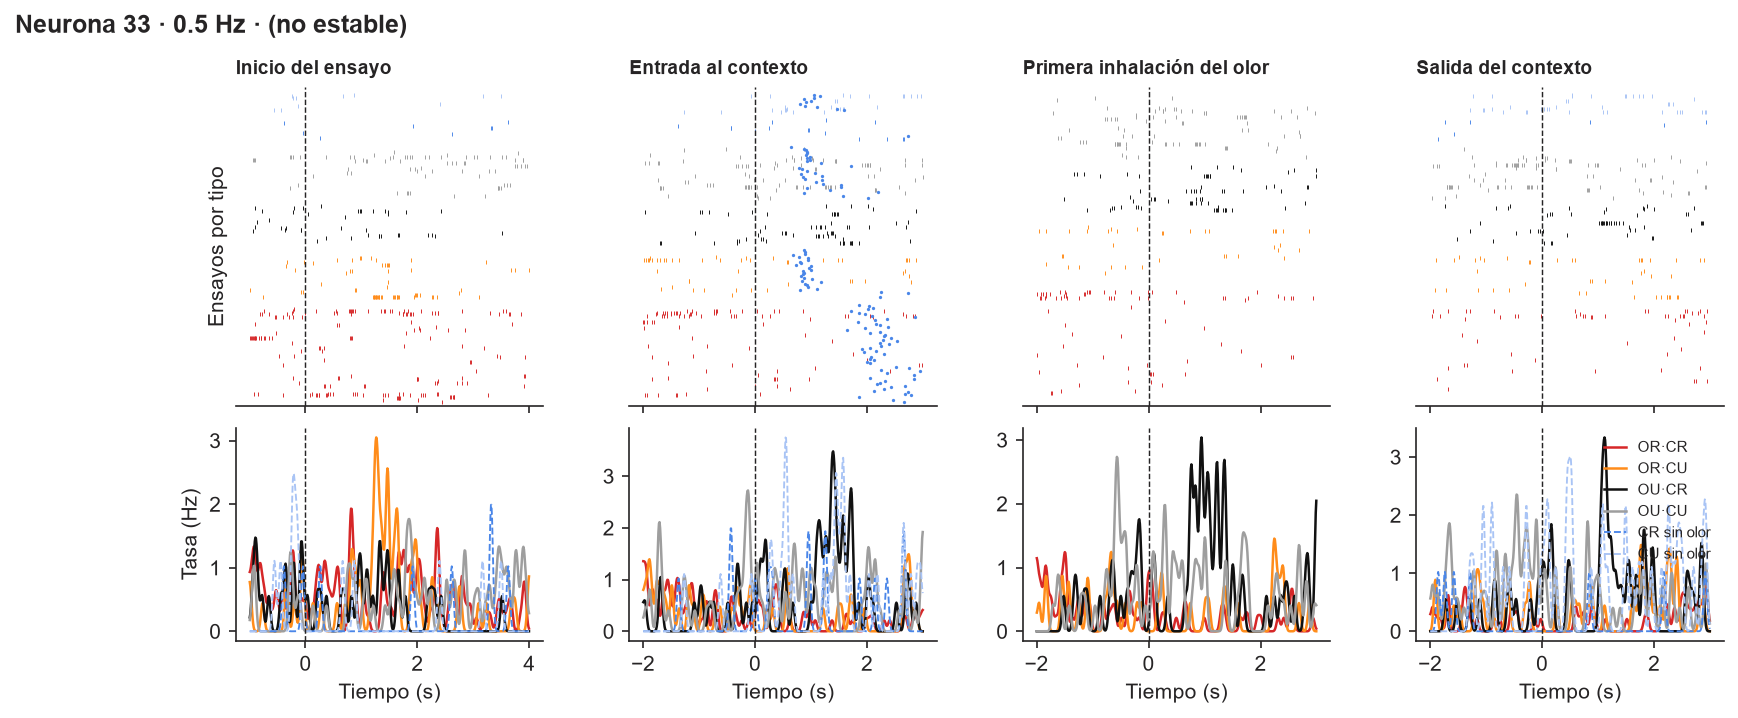 Neurona 33 · 0.5 Hz · (no estable)
Inicio del ensayo
Entrada al contexto
Primera inhalación del olor
Salida del contexto
Ensayos por tipo
Tasa (Hz)
3
2
1
0
3
2
1
0
3
2
1
0
3
2
1
0
OR·CR
OR·CU
OU·CR
OU·CU
CR sin olor
CU sin olor
0 2 4
−2 0 2
−2 0 2
−2 0 2
Tiempo (s)
Tiempo (s)
Tiempo (s)
Tiempo (s)